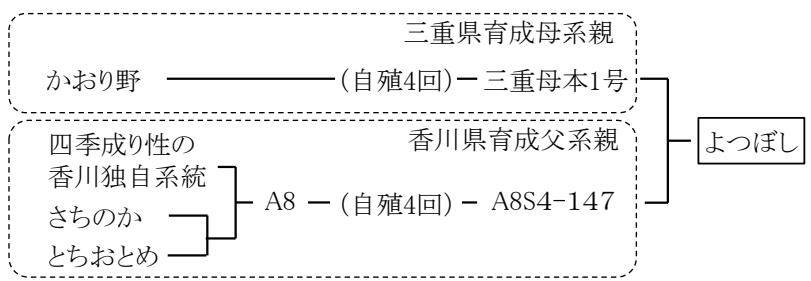 三重県育成母系親
かおり野 (自殖4回) 三重母本1号
香川県育成父系親
四季成り性の
香川独自系統
さちのか
とちおとめ
A8 (自殖4回) A8S4-147
よつぼし